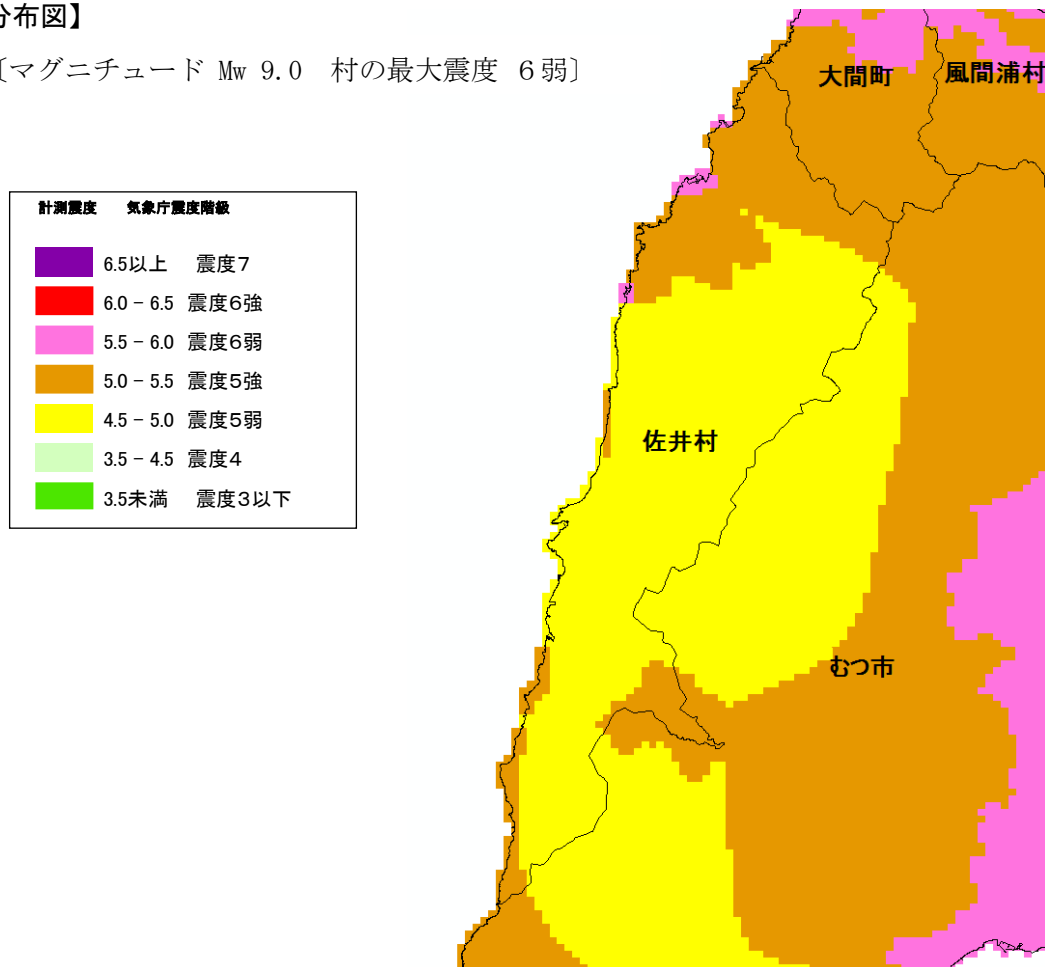 分布図】
〔マグニチュード Mw 9.0　村の最大震度 ６弱〕
計測震度　気象庁震度階級
6.5以上　震度7
6.0 − 6.5 震度6強
5.5 − 6.0 震度6弱
5.0 − 5.5 震度5強
4.5 − 5.0 震度5弱
3.5 − 4.5 震度4
3.5未満　震度3以下
大間町
風間浦村
佐井村
むつ市